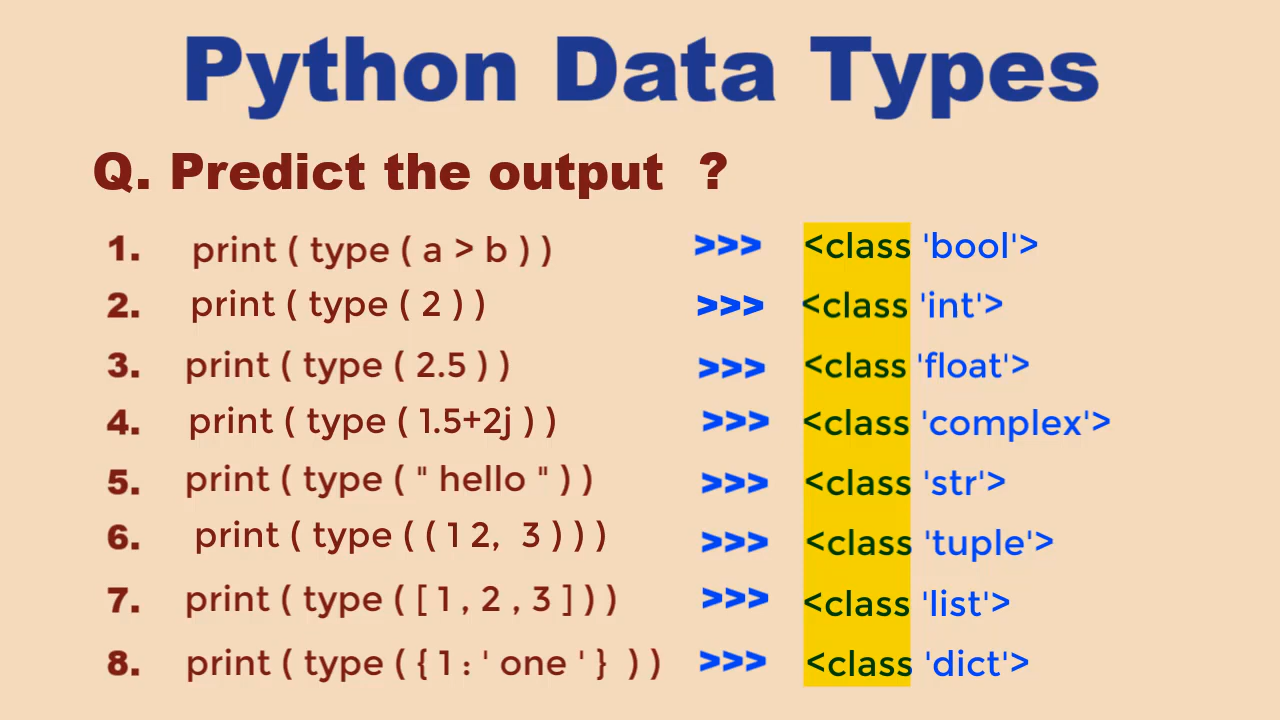 Python Data Types
Q. Predict the output ?
1. print ( type ( a > b ) ) >>> <class 'bool'>
2. print ( type ( 2 ) ) >>> <class 'int'>
3. print ( type ( 2.5 ) ) >>> <class 'float'>
4. print ( type ( 1.5+2j ) ) >>> <class 'complex'>
5. print ( type ( " hello " ) ) >>> <class 'str'>
6. print ( type ( ( 1 2, 3 ) ) ) >>> <class 'tuple'>
7. print ( type ( [ 1 , 2 , 3 ] ) ) >>> <class 'list'>
8. print ( type ( { 1 : ' one ' } ) ) >>> <class 'dict'>